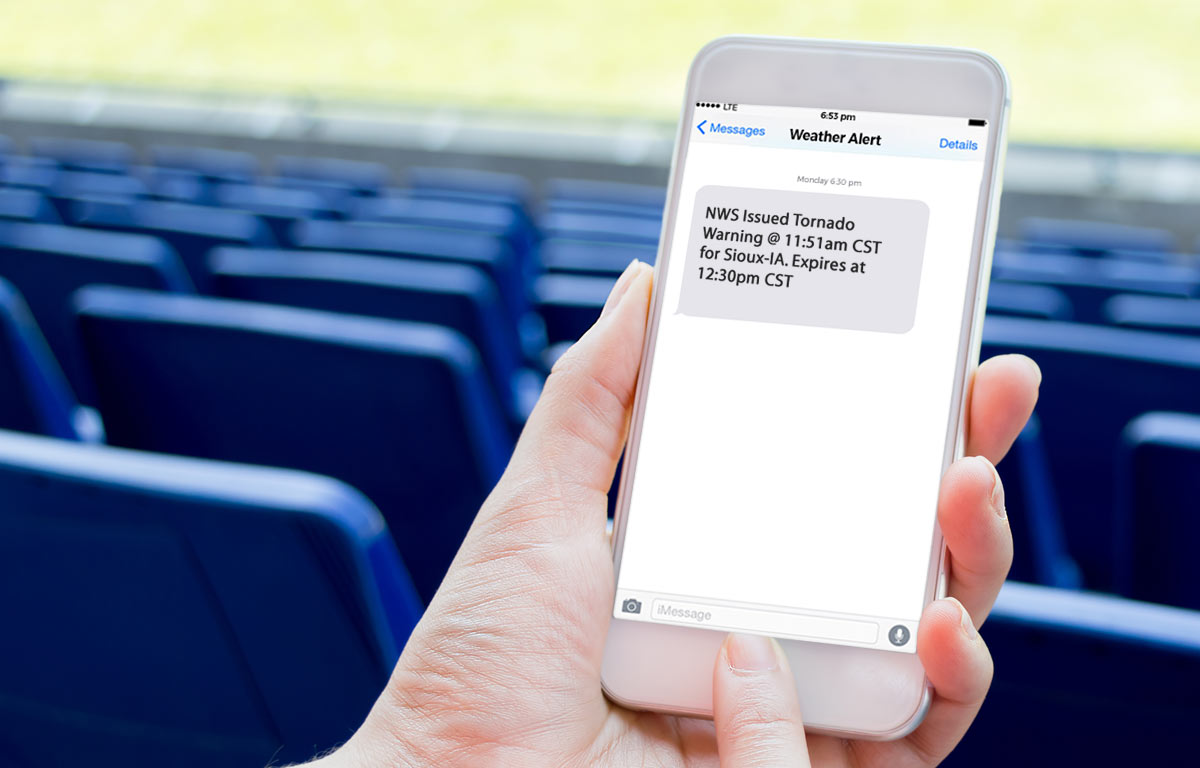 LTE
6:53 pm
Messages
Weather Alert
Details
Monday 6:30 pm
NWS Issued Tornado
Warning @ 11:51am CST
for Sioux-IA. Expires at
12:30pm CST
iMessage